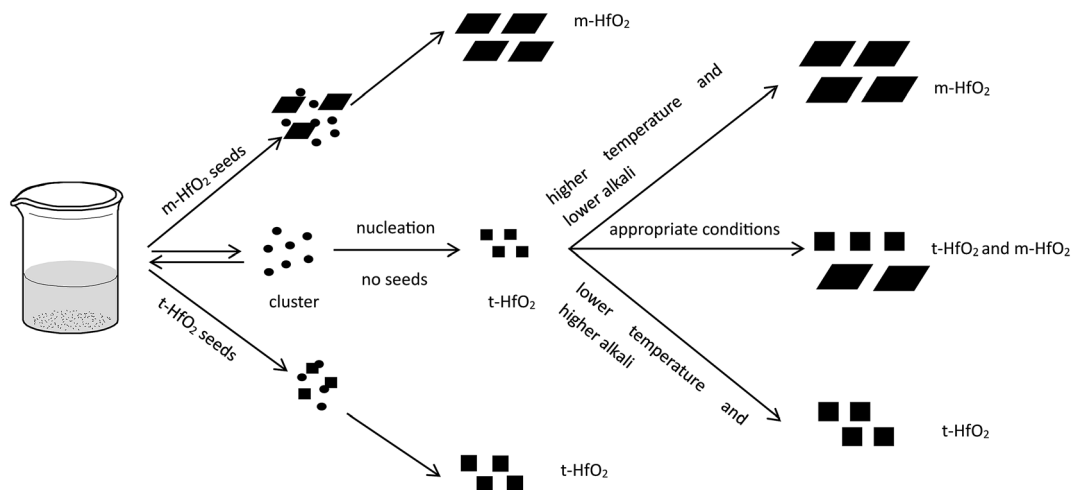 m-HfO₂
m-HfO₂ seeds
higher temperature and
lower alkali
m-HfO₂
nucleation
no seeds
cluster
t-HfO₂
appropriate conditions
t-HfO₂ and m-HfO₂
t-HfO₂ seeds
lower temperature and
higher alkali
t-HfO₂
t-HfO₂